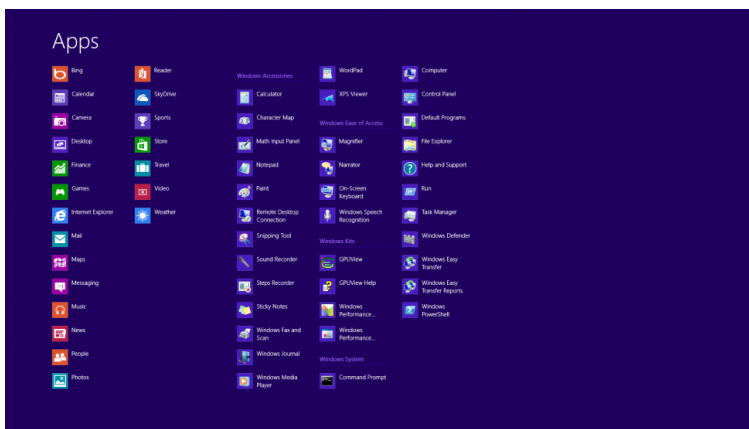 Apps
Bing
Calendar
Camera
Desktop
Finance
Games
Internet Explorer
Mail
Maps
Messaging
Music
News
People
Photos
Reader
SkyDrive
Sports
Store
Travel
Video
Weather
Windows Accessories
Calculator
Character Map
Math Input Panel
Notepad
Paint
Remote Desktop
Connection
Snipping Tool
Sound Recorder
Steps Recorder
Sticky Notes
Windows Fax and
Scan
Windows Journal
Windows Media
Player
WordPad
XPS Viewer
Windows Ease of Access
Magnifier
Narrator
On-Screen
Keyboard
Windows Speech
Recognition
Windows Kits
GPUView
GPUView Help
Windows
Performance...
Windows
Performance...
Windows System
Command Prompt
Computer
Control Panel
Default Programs
File Explorer
Help and Support
Run
Task Manager
Windows Defender
Windows Easy
Transfer
Windows Easy
Transfer Reports
Windows
PowerShell